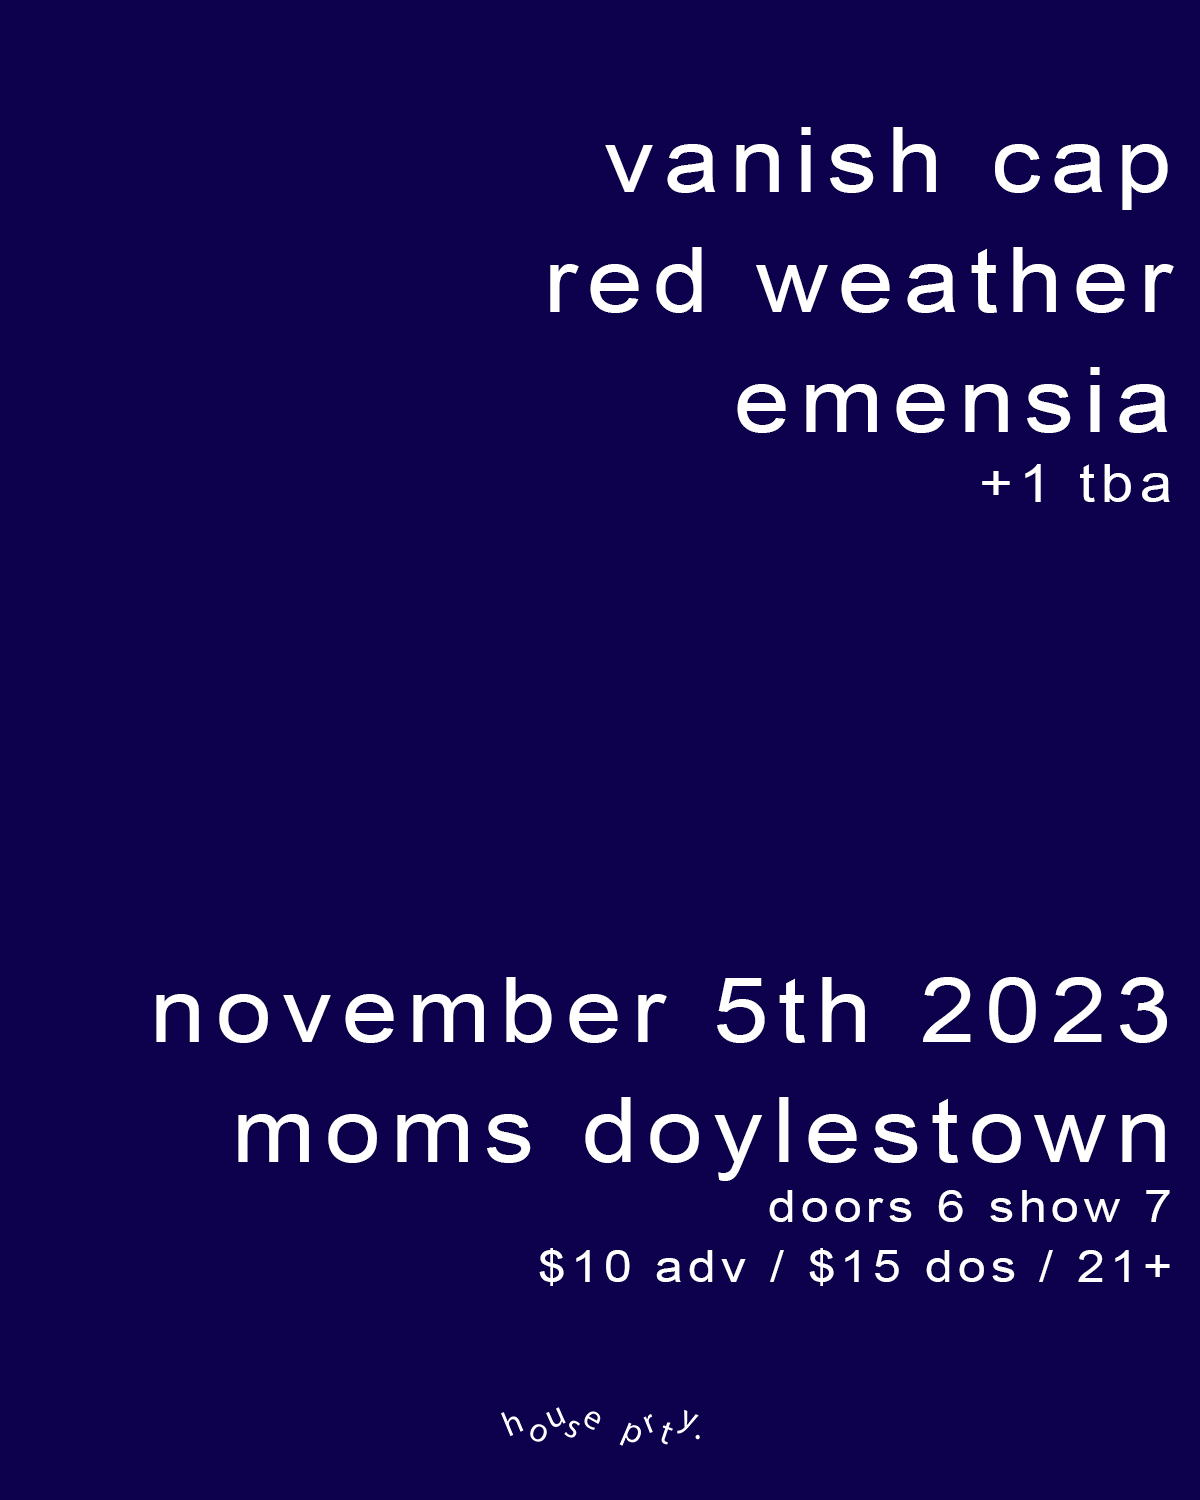 vanish cap
red weather
emensia
+1 tba
november 5th 2023
moms doylestown
doors 6 show 7
$10 adv / $15 dos / 21+
house prty.